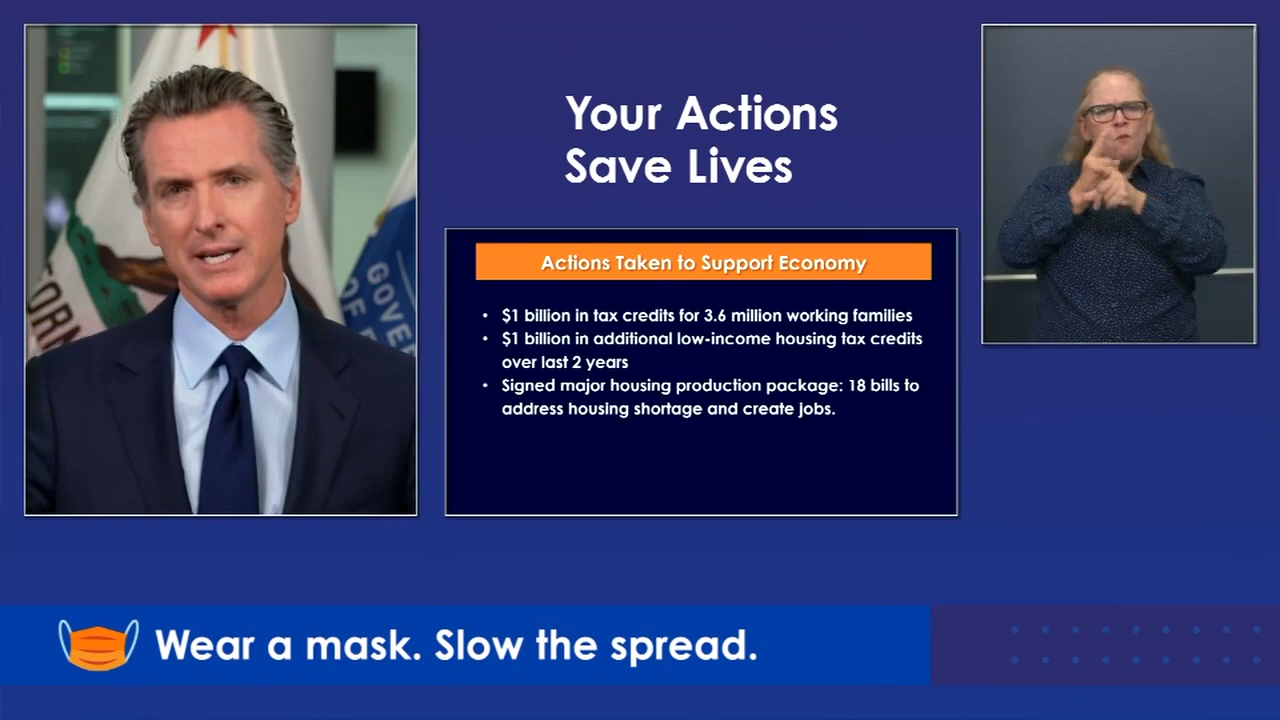 Your Actions
Save Lives
Actions Taken to Support Economy
• $1 billion in tax credits for 3.6 million working families
• $1 billion in additional low-income housing tax credits
over last 2 years
• Signed major housing production package: 18 bills to
address housing shortage and create jobs.
Wear a mask. Slow the spread.